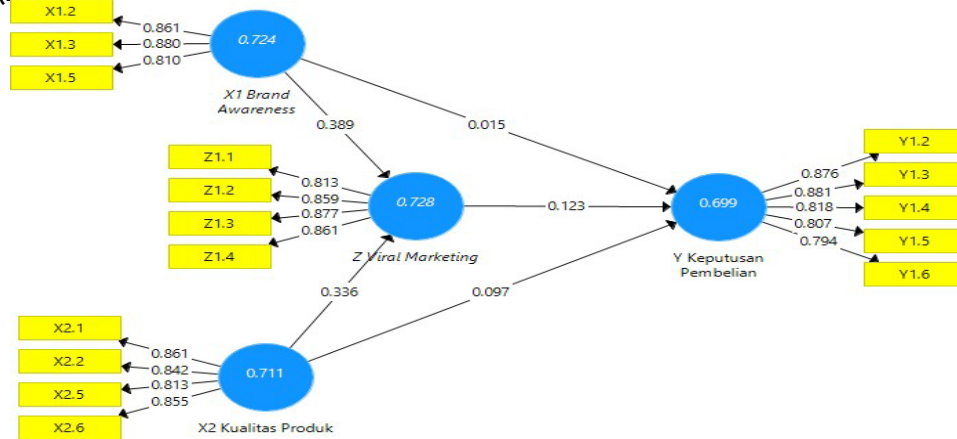 X1.2
X1.3
X1.5
0.861
0.880
0.810
0.724
X1 Brand
Awareness
0.389
0.015
Z1.1
Z1.2
Z1.3
Z1.4
0.813
0.859
0.877
0.861
0.728
Z Viral Marketing
0.123
0.699
Y Keputusan
Pembelian
0.876
0.881
0.818
0.807
0.794
Y1.2
Y1.3
Y1.4
Y1.5
Y1.6
0.336
0.097
X2.1
X2.2
X2.5
X2.6
0.861
0.842
0.813
0.855
0.711
X2 Kualitas Produk